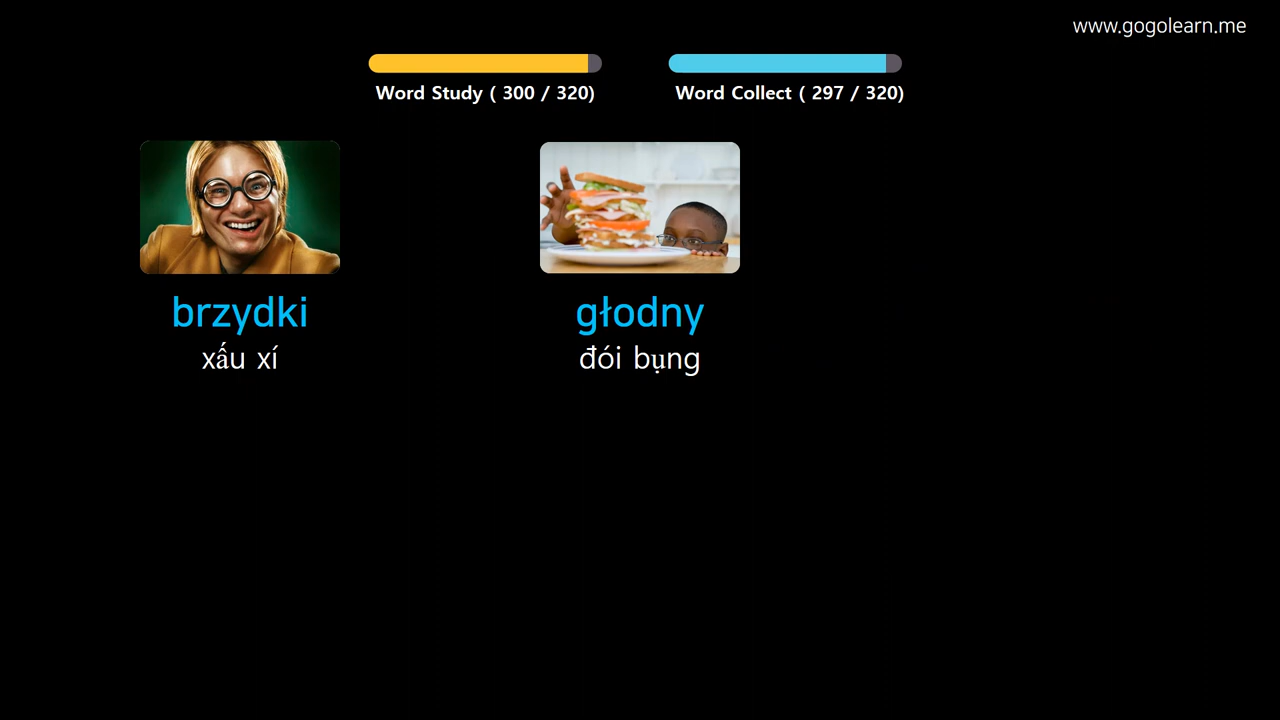 www.gogolearn.me
Word Study ( 300 / 320)
Word Collect ( 297 / 320)
brzydki
xấu xí
głodny
đói bụng